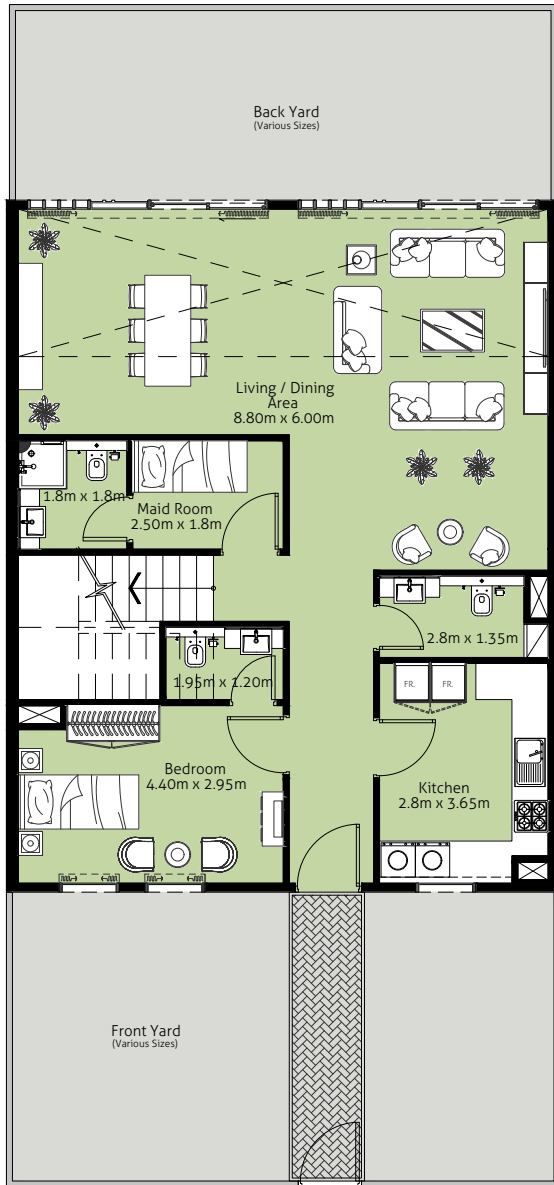 Back Yard
(Various Sizes)
Living / Dining
Area
8.80m x 6.00m
1.8m x 1.8m
Maid Room
2.50m x 1.8m
2.8m x 1.35m
1.95m x 1.20m
FR.
FR.
Bedroom
4.40m x 2.95m
Kitchen
2.8m x 3.65m
Front Yard
(Various Sizes)